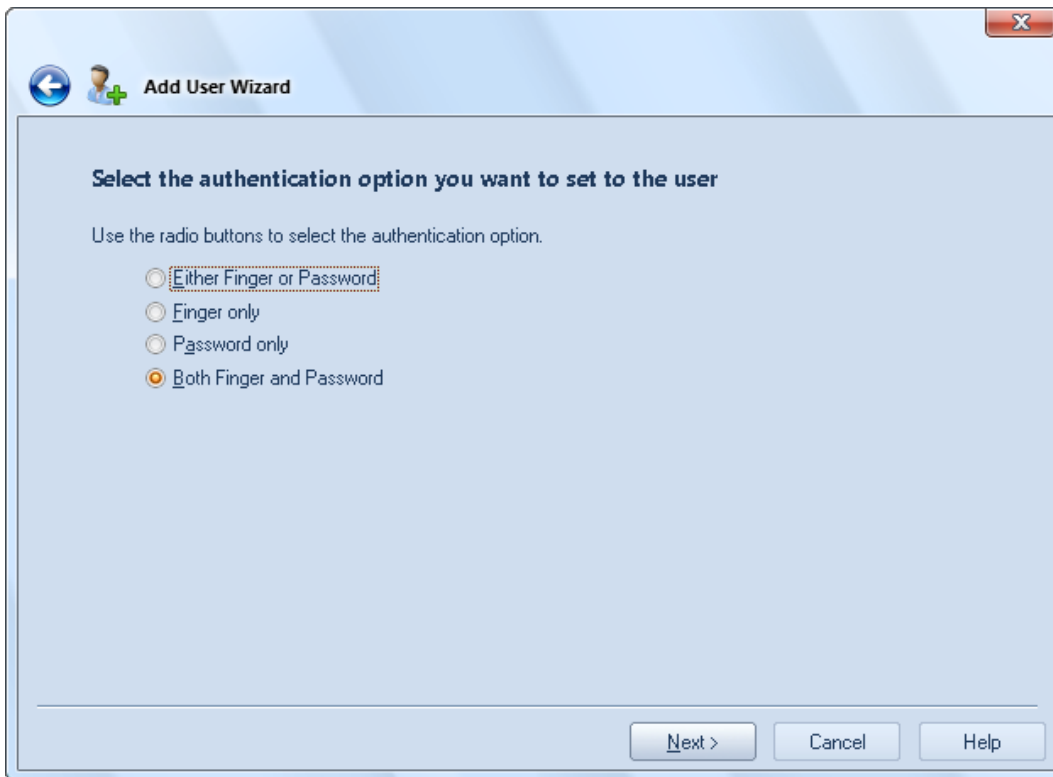 X
Add User Wizard
Select the authentication option you want to set to the user
Use the radio buttons to select the authentication option.
Either Finger or Password
Finger only
Password only
Both Finger and Password
Next >
Cancel
Help